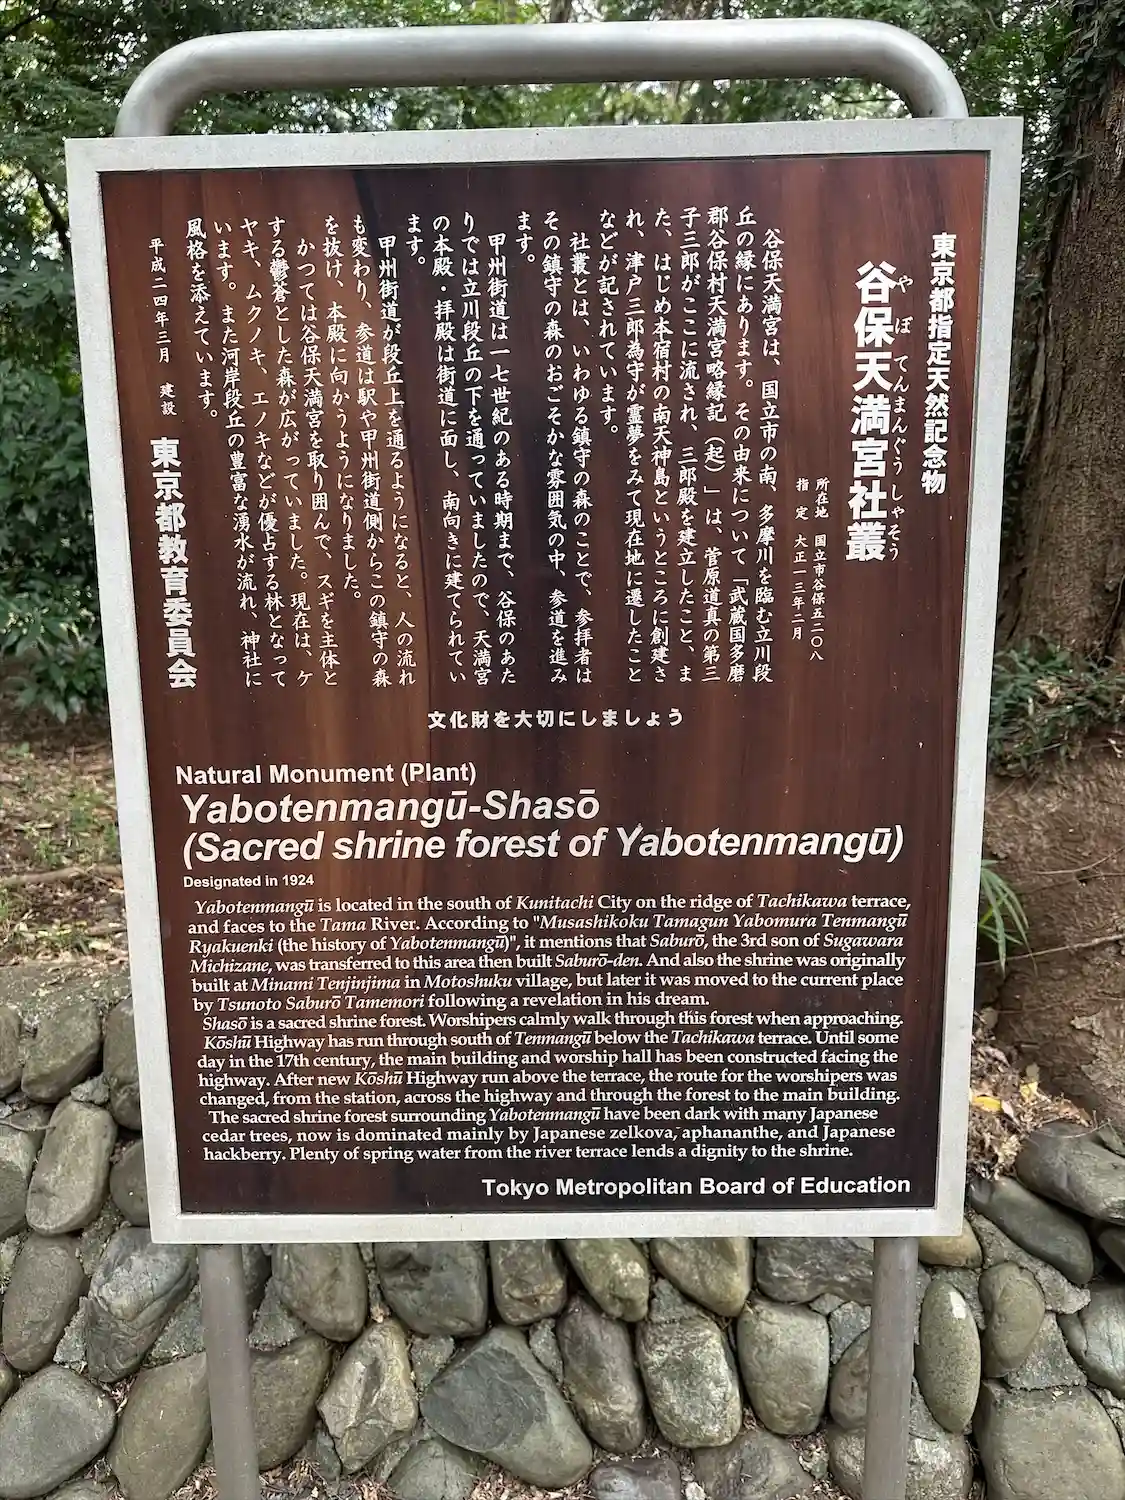 東京都指定天然記念物
谷保天満宮社叢
やぼてんまんぐうしゃそう
所在地 国立市谷保五二〇八
指定 大正一三年二月
谷保天満宮は、国立市の南、多摩川を臨む立川段
丘の縁にあります。その由来について「武蔵国多磨
郡谷保村天満宮略縁記(起)」は、菅原道真の第三
子三郎がここに流され、三郎殿を建立したこと、ま
た、はじめ本宿村の南天神島というところに創建さ
れ、津戸三郎為守が霊夢をみて現在地に遷したこと
などが記されています。
社叢とは、いわゆる鎮守の森のことで、参拝者は
その鎮守の森のおごそかな雰囲気の中、参道を進み
ます。
甲州街道は一七世紀のある時期まで、谷保のあた
りでは立川段丘の下を通っていましたので、天満宮
の本殿・拝殿は街道に面し、南向きに建てられてい
ます。
甲州街道が段丘上を通るようになると、人の流れ
も変わり、参道は駅や甲州街道側からこの鎮守の森
を抜け、本殿に向かうようになりました。
かつては谷保天満宮を取り囲んで、スギを主体と
する鬱蒼とした森が広がっていました。現在は、ケ
ヤキ、ムクノキ、エノキなどが優占する林となって
います。また河岸段丘の豊富な湧水が流れ、神社に
風格を添えています。
平成二四年三月 建設
東京都教育委員会
文化財を大切にしましょう
Natural Monument (Plant)
Yabotenmangū-Shasō
(Sacred shrine forest of Yabotenmangū)
Designated in 1924
Yabotenmangū is located in the south of Kunitachi City on the ridge of Tachikawa terrace,
and faces to the Tama River. According to "Musashikoku Tamagun Yabomura Tenmangū
Ryakuenki (the history of Yabotenmangū)", it mentions that Saburō, the 3rd son of Sugawara
Michizane, was transferred to this area then built Saburō-den. And also the shrine was originally
built at Minami Tenjinjima in Motoshuku village, but later it was moved to the current place
by Tsunoto Saburō Tamemori following a revelation in his dream.
Shasō is a sacred shrine forest. Worshipers calmly walk through this forest when approaching.
Kōshū Highway has run through south of Tenmangū below the Tachikawa terrace. Until some
day in the 17th century, the main building and worship hall has been constructed facing the
highway. After new Kōshū Highway run above the terrace, the route for the worshipers was
changed, from the station, across the highway and through the forest to the main building.
The sacred shrine forest surrounding Yabotenmangū have been dark with many Japanese
cedar trees, now is dominated mainly by Japanese zelkova, aphananthe, and Japanese
hackberry. Plenty of spring water from the river terrace lends a dignity to the shrine.
Tokyo Metropolitan Board of Education